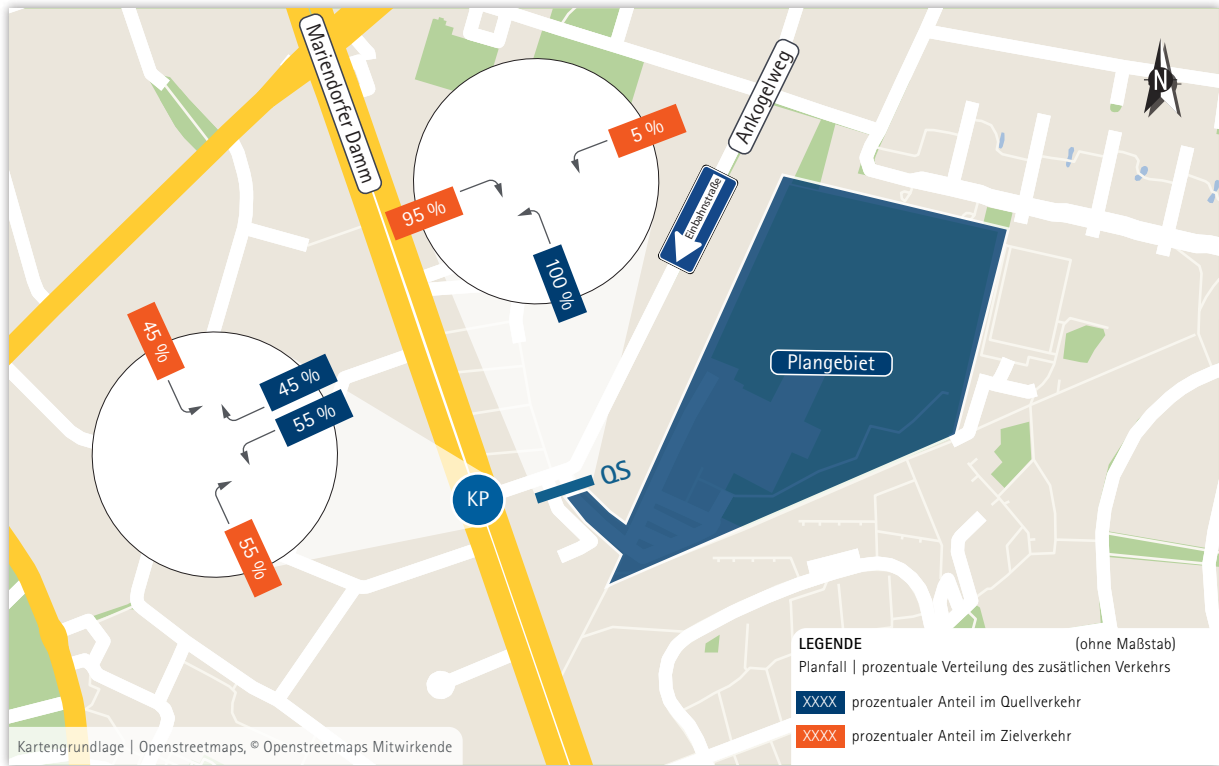 Mariendorfer Damm
Ankogelweg
N
5 %
Einbahnstraße
95 %
100 %
45 %
45 %
55 %
Plangebiet
QS
KP
55 %
LEGENDE (ohne Maßstab)
Planfall | prozentuale Verteilung des zusätlichen Verkehrs
XXXX prozentualer Anteil im Quellverkehr
XXXX prozentualer Anteil im Zielverkehr
Kartengrundlage | Openstreetmaps, © Openstreetmaps Mitwirkende